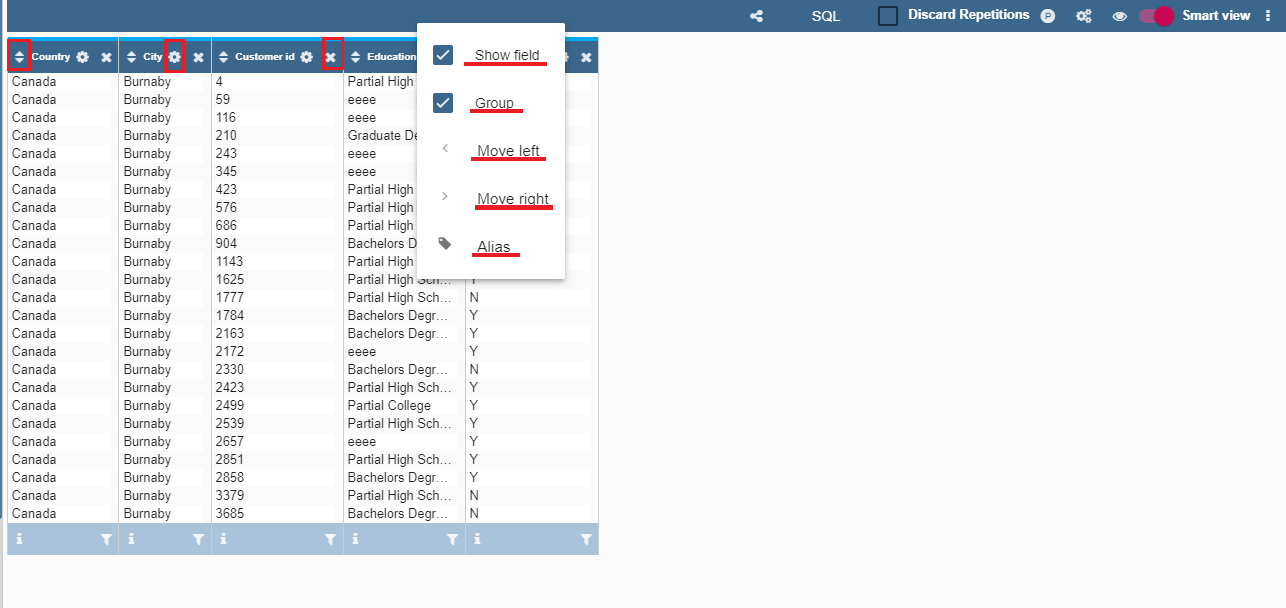 SQL Discard Repetitions P Smart view
Country City Customer id Education
Show field
Group
Move left
Move right
Alias
Canada Burnaby 4 Partial High
Canada Burnaby 59 eeee
Canada Burnaby 116 eeee
Canada Burnaby 210 Graduate De
Canada Burnaby 243 eeee
Canada Burnaby 345 eeee
Canada Burnaby 423 Partial High
Canada Burnaby 576 Partial High
Canada Burnaby 686 Partial High
Canada Burnaby 904 Bachelors D
Canada Burnaby 1143 Partial High
Canada Burnaby 1625 Partial High Sch... Y
Canada Burnaby 1777 Partial High Sch... N
Canada Burnaby 1784 Bachelors Degr... Y
Canada Burnaby 2163 Bachelors Degr... Y
Canada Burnaby 2172 eeee Y
Canada Burnaby 2330 Bachelors Degr... N
Canada Burnaby 2423 Partial High Sch... Y
Canada Burnaby 2499 Partial College Y
Canada Burnaby 2539 Partial High Sch... Y
Canada Burnaby 2657 eeee Y
Canada Burnaby 2851 Partial High Sch... Y
Canada Burnaby 2858 Bachelors Degr... Y
Canada Burnaby 3379 Partial High Sch... N
Canada Burnaby 3685 Bachelors Degr... N